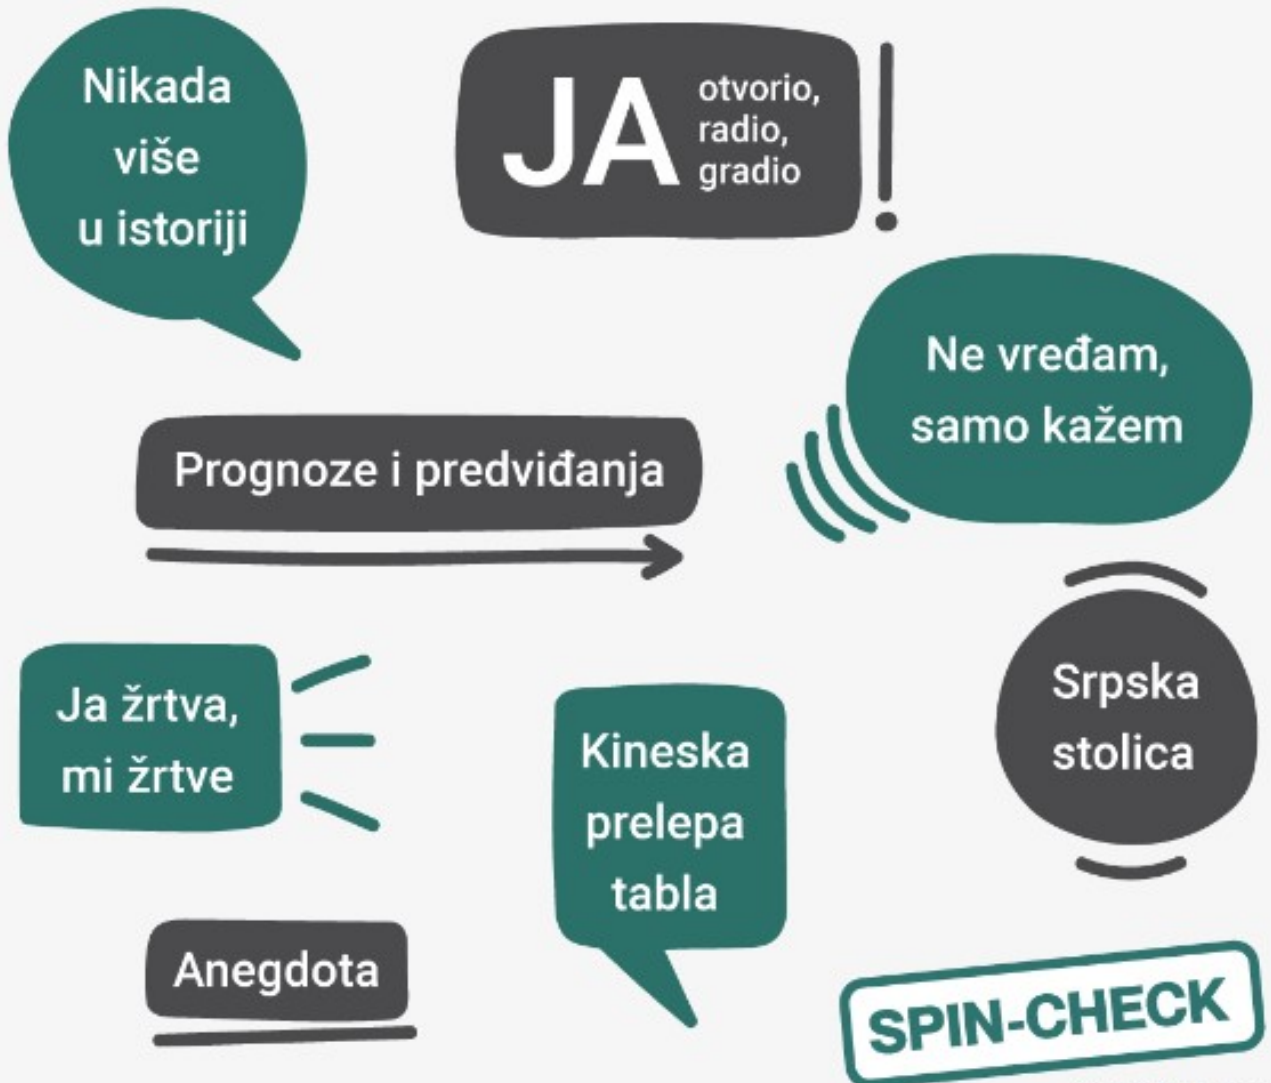 Nikada
više
u istoriji
JA
otvorio,
radio,
gradio
Ne vređam,
samo kažem
Prognoze i predviđanja
Ja žrtva,
mi žrtve
Kineska
prelepa
tabla
Srpska
stolica
Anegdota
SPIN-CHECK